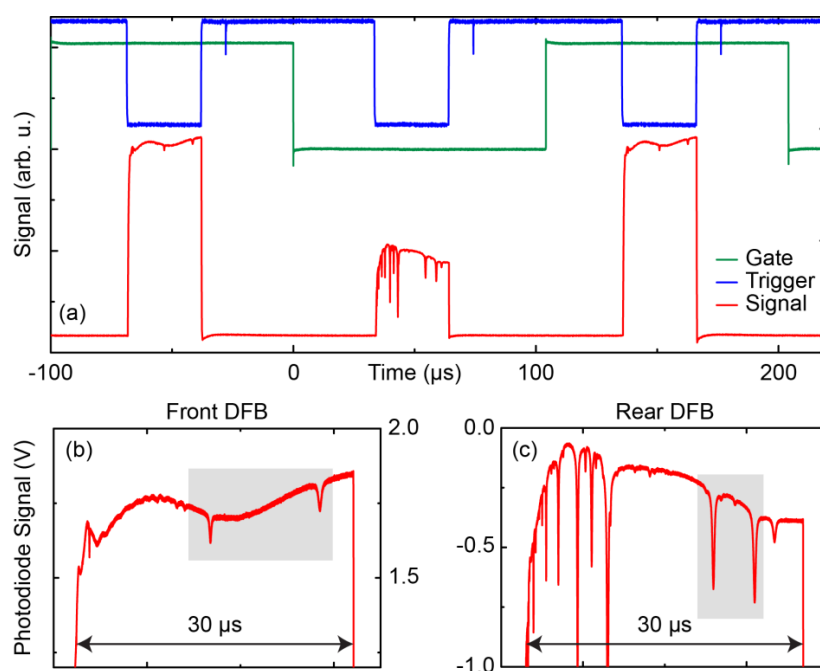 Signal (arb. u.)
Gate
Trigger
Signal
(a)
-100 0 100 200
Time (µs)
Front DFB Rear DFB
Photodiode Signal (V)
(b)
2.0
1.5
30 µs
(c)
0.0
-0.5
-1.0
30 µs